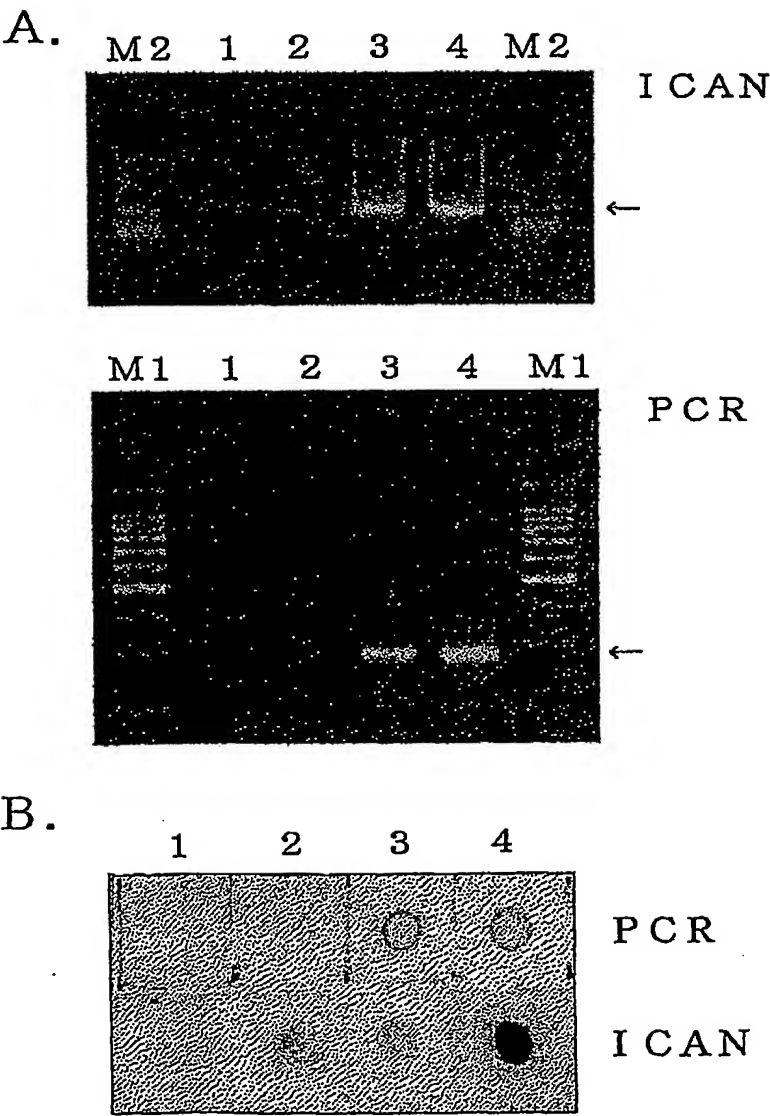 A.
M2 1 2 3 4 M2
ICAN
←
M1 1 2 3 4 M1
PCR
←
B.
1 2 3 4
PCR
ICAN